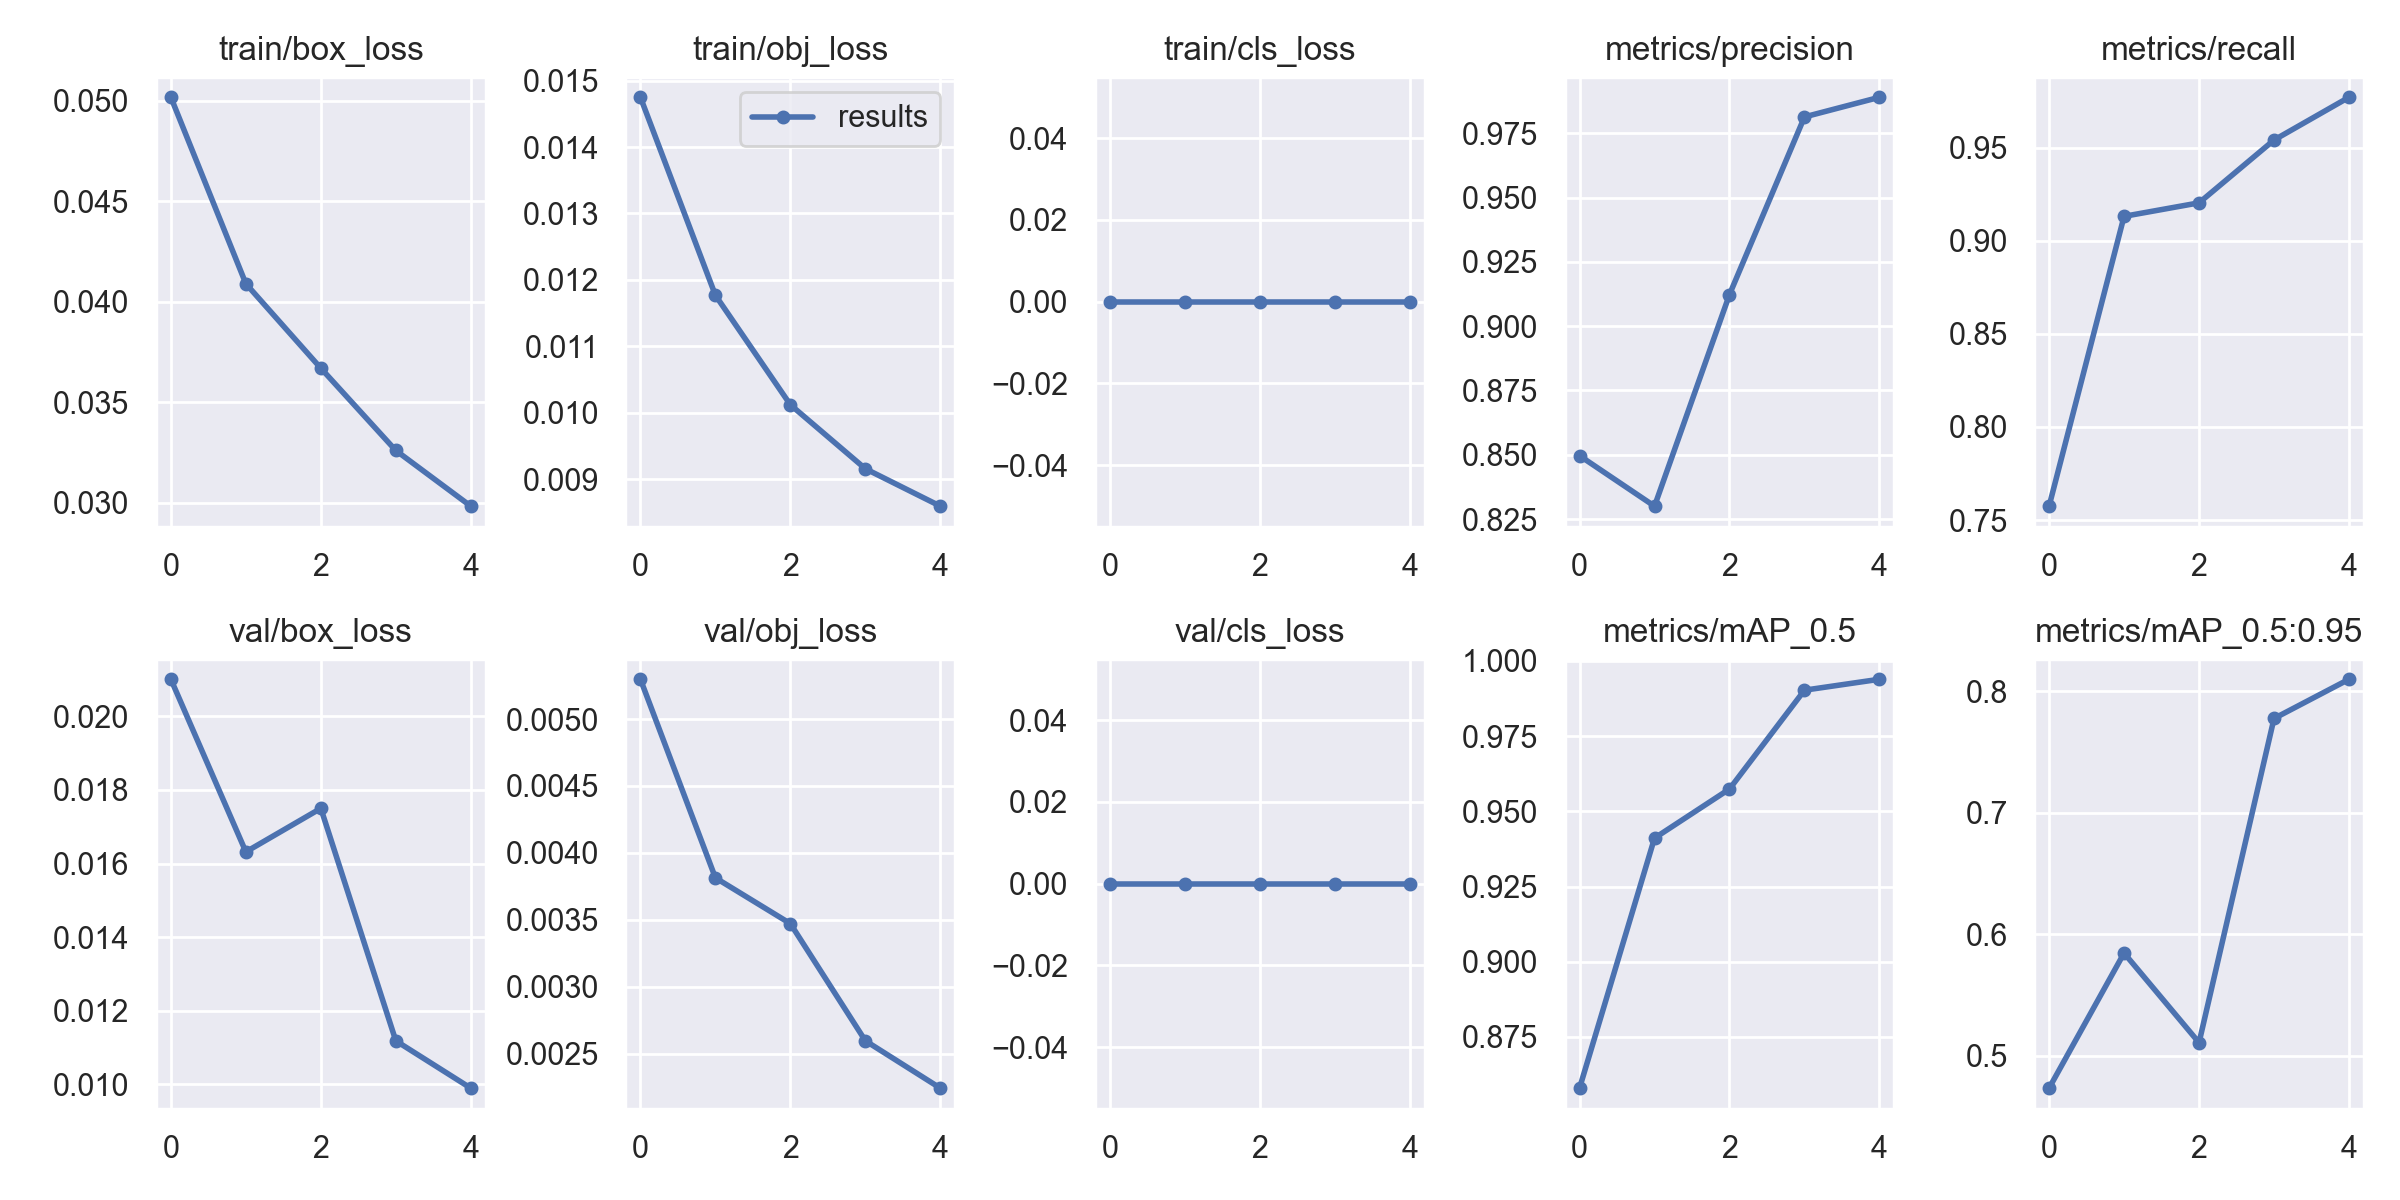 train/box_loss
0.050
0.045
0.040
0.035
0.030
0 2 4
train/obj_loss
results
0.015
0.014
0.013
0.012
0.011
0.010
0.009
0 2 4
train/cls_loss
0.04
0.02
0.00
−0.02
−0.04
0 2 4
metrics/precision
0.975
0.950
0.925
0.900
0.875
0.850
0.825
0 2 4
metrics/recall
0.95
0.90
0.85
0.80
0.75
0 2 4
val/box_loss
0.020
0.018
0.016
0.014
0.012
0.010
0 2 4
val/obj_loss
0.0050
0.0045
0.0040
0.0035
0.0030
0.0025
0 2 4
val/cls_loss
0.04
0.02
0.00
−0.02
−0.04
0 2 4
metrics/mAP_0.5
1.000
0.975
0.950
0.925
0.900
0.875
0 2 4
metrics/mAP_0.5:0.95
0.8
0.7
0.6
0.5
0 2 4